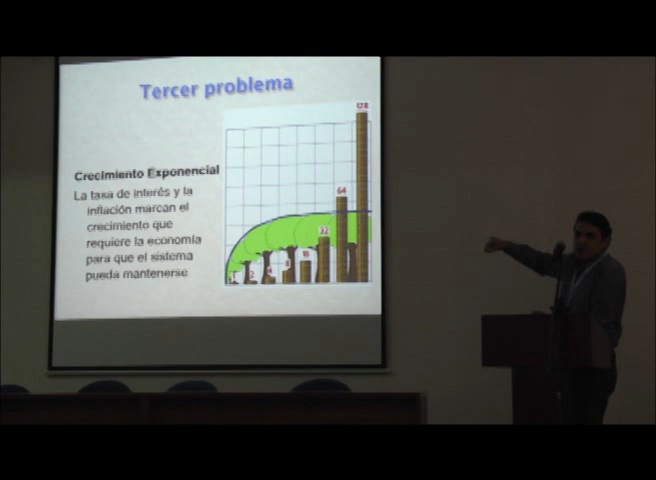 Tercer problema
Crecimiento Exponencial
La tasa de interés y la
inflación marcan el
crecimiento que
requiere la economía
para que el sistema
pueda mantenerse
1
2
4
8
16
32
64
128